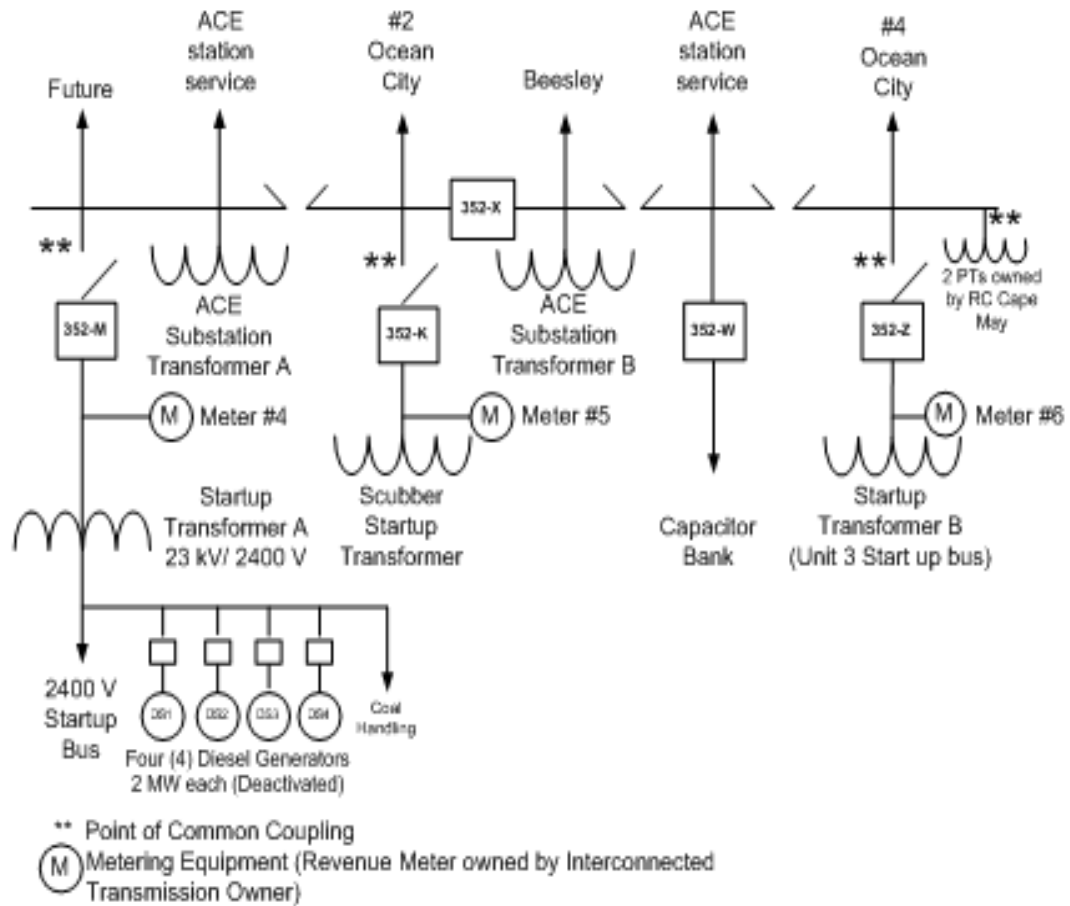 Future
ACE
station
service
#2
Ocean
City
Beesley
ACE
station
service
#4
Ocean
City
**
352-M
ACE
Substation
Transformer A
352-X
**
352-K
ACE
Substation
Transformer B
352-W
**
352-Z
**
2 PTs owned
by RC Cape
May
M Meter #4
M Meter #5
M Meter #6
Startup
Transformer A
23 kV/ 2400 V
Scubber
Startup
Transformer
Capacitor
Bank
Startup
Transformer B
(Unit 3 Start up bus)
2400 V
Startup
Bus
DS1
DS2
DS3
DS4
Coal
Handling
Four (4) Diesel Generators
2 MW each (Deactivated)
** Point of Common Coupling
M Metering Equipment (Revenue Meter owned by Interconnected
Transmission Owner)